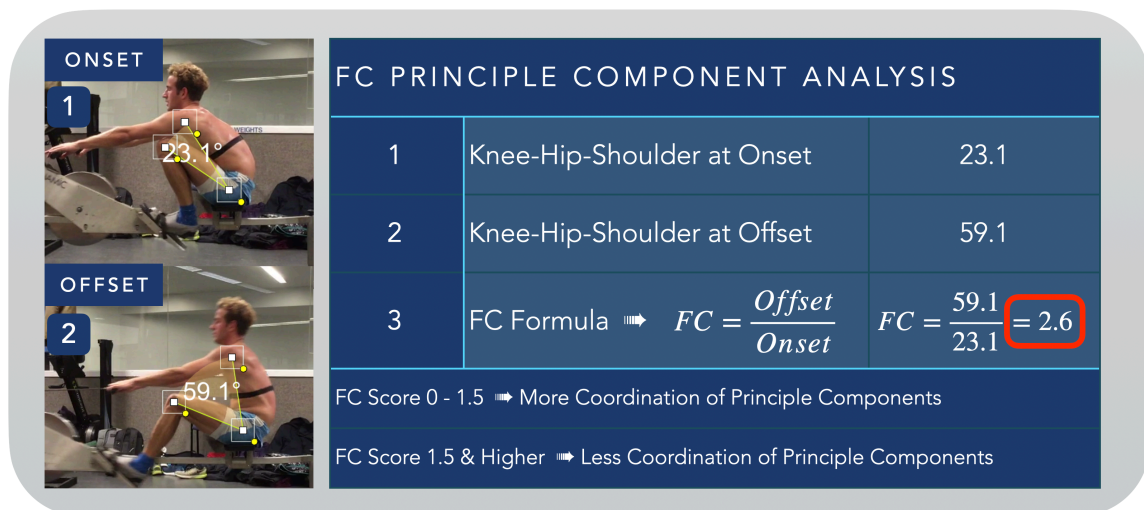 ONSET
1
23.1°
WEIGHTS
OFFSET
2
59.1°
FC PRINCIPLE COMPONENT ANALYSIS
1 Knee-Hip-Shoulder at Onset 23.1
2 Knee-Hip-Shoulder at Offset 59.1
3 FC Formula ➠ FC = Offset / Onset FC = 59.1 / 23.1 = 2.6
FC Score 0 - 1.5 ➠ More Coordination of Principle Components
FC Score 1.5 & Higher ➠ Less Coordination of Principle Components